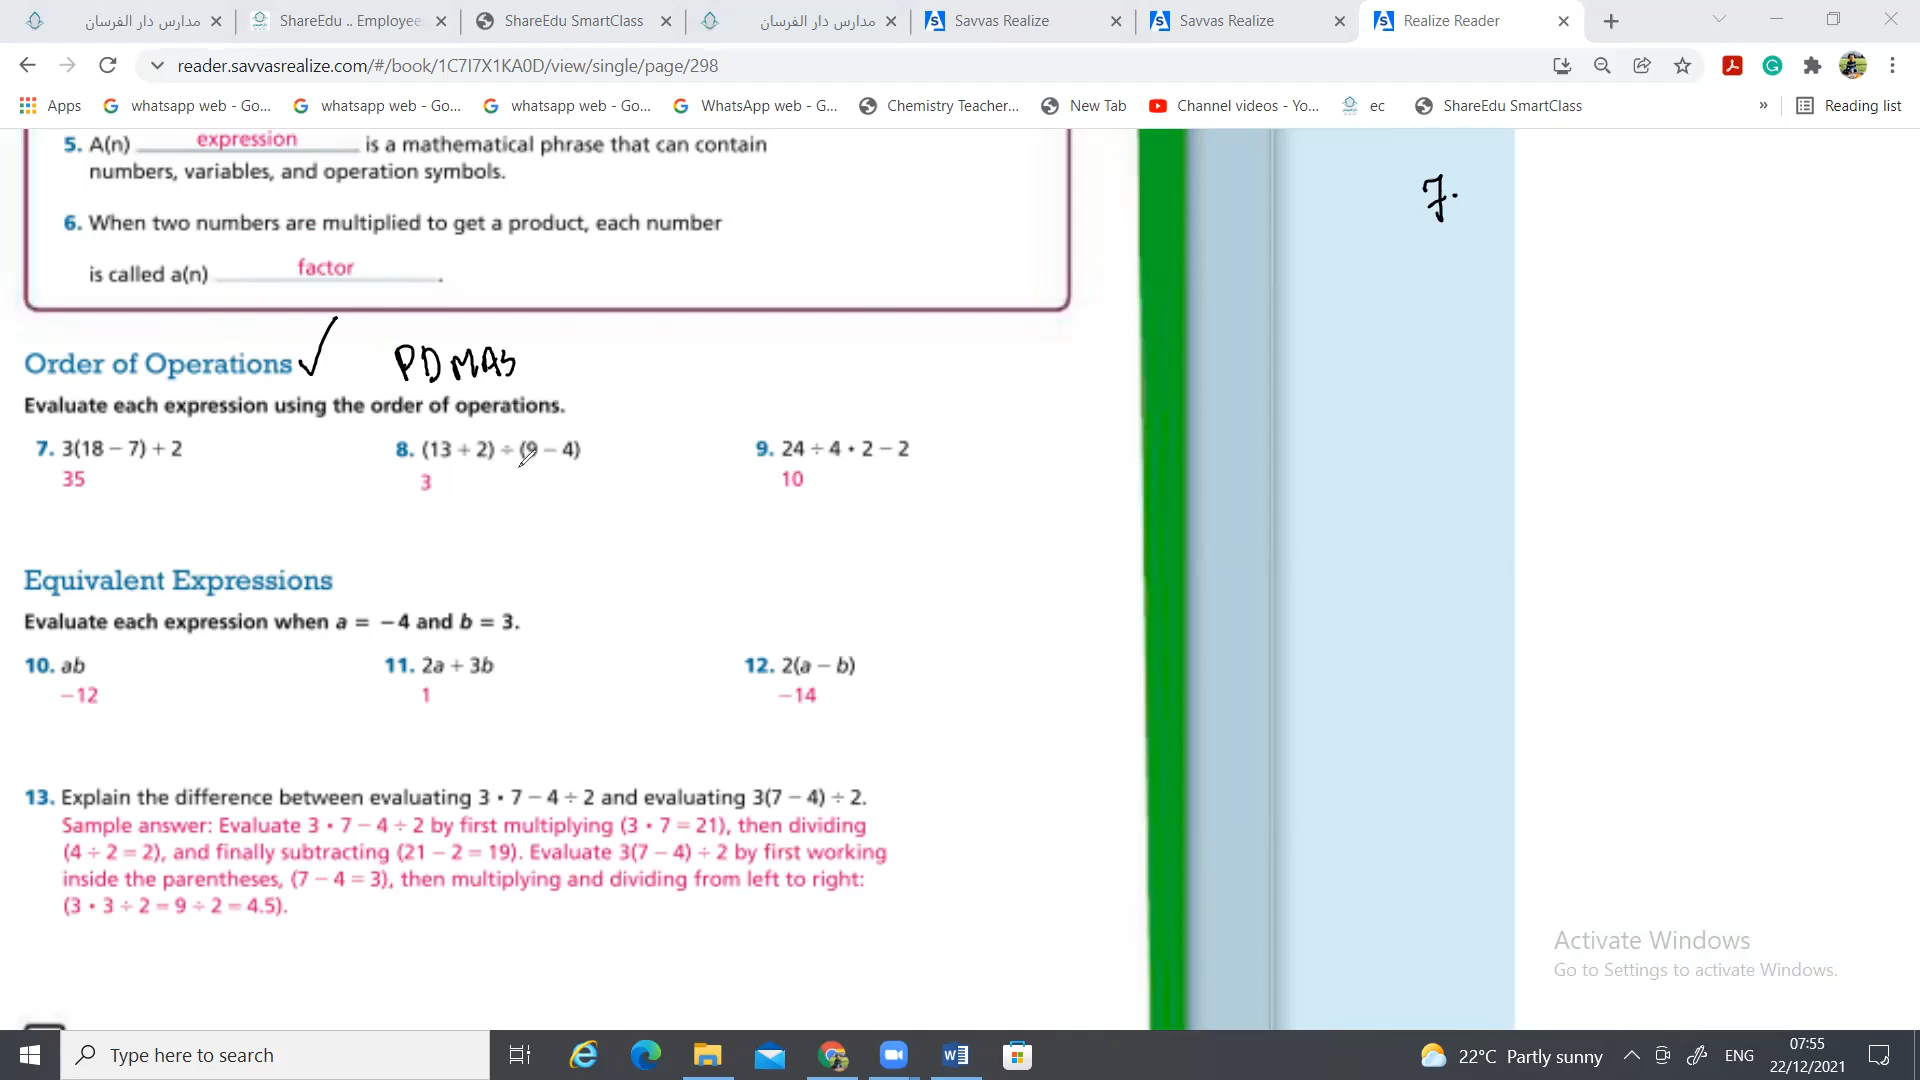 مدارس دار الفرسان
ShareEdu .. Employee
ShareEdu SmartClass
مدارس دار الفرسان
Savvas Realize
Savvas Realize
Realize Reader
reader.savvasrealize.com/#/book/1C7I7X1KA0D/view/single/page/298
Apps
whatsapp web - Go...
whatsapp web - Go...
whatsapp web - Go...
WhatsApp web - G...
Chemistry Teacher...
New Tab
Channel videos - Yo...
ec
ShareEdu SmartClass
»
Reading list
5. A(n) expression is a mathematical phrase that can contain
numbers, variables, and operation symbols.
6. When two numbers are multiplied to get a product, each number
is called a(n) factor.
7.
Order of Operations ✓ PDMAS
Evaluate each expression using the order of operations.
7. 3(18 − 7) + 2
35
8. (13 + 2) ÷ (9 − 4)
3
9. 24 ÷ 4 • 2 − 2
10
Equivalent Expressions
Evaluate each expression when a = −4 and b = 3.
10. ab
−12
11. 2a + 3b
1
12. 2(a − b)
−14
13. Explain the difference between evaluating 3 • 7 − 4 ÷ 2 and evaluating 3(7 − 4) ÷ 2.
Sample answer: Evaluate 3 • 7 − 4 ÷ 2 by first multiplying (3 • 7 = 21), then dividing
(4 ÷ 2 = 2), and finally subtracting (21 − 2 = 19). Evaluate 3(7 − 4) ÷ 2 by first working
inside the parentheses, (7 − 4 = 3), then multiplying and dividing from left to right:
(3 • 3 ÷ 2 = 9 ÷ 2 = 4.5).
Activate Windows
Go to Settings to activate Windows.
Type here to search
22°C Partly sunny
ENG
07:55
22/12/2021